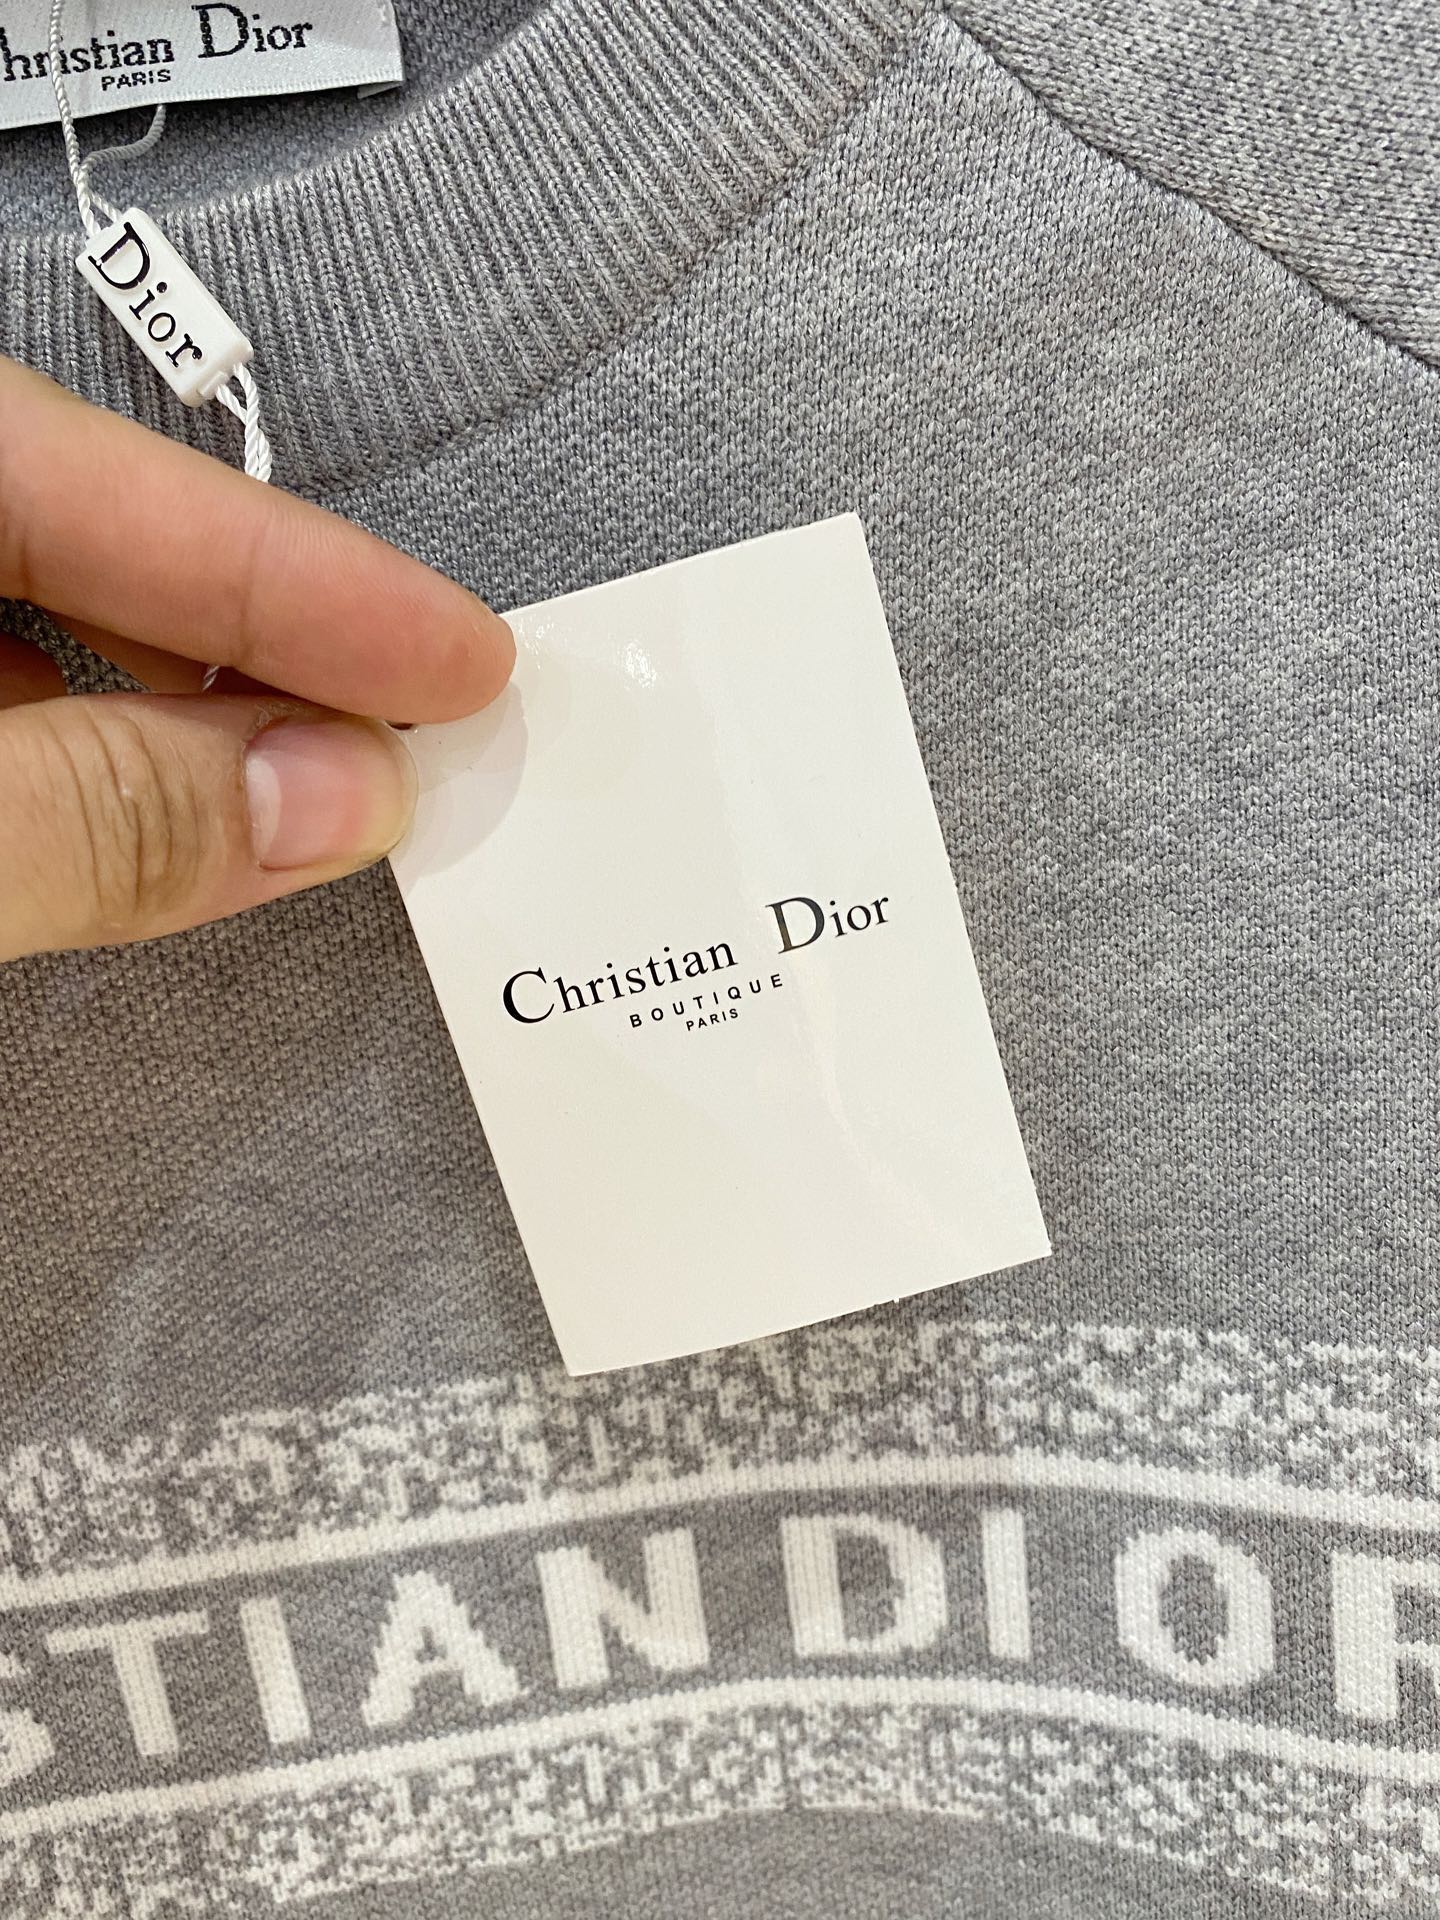 Christian Dior
PARIS
Dior
Christian Dior
BOUTIQUE
PARIS
STIAN DIOR